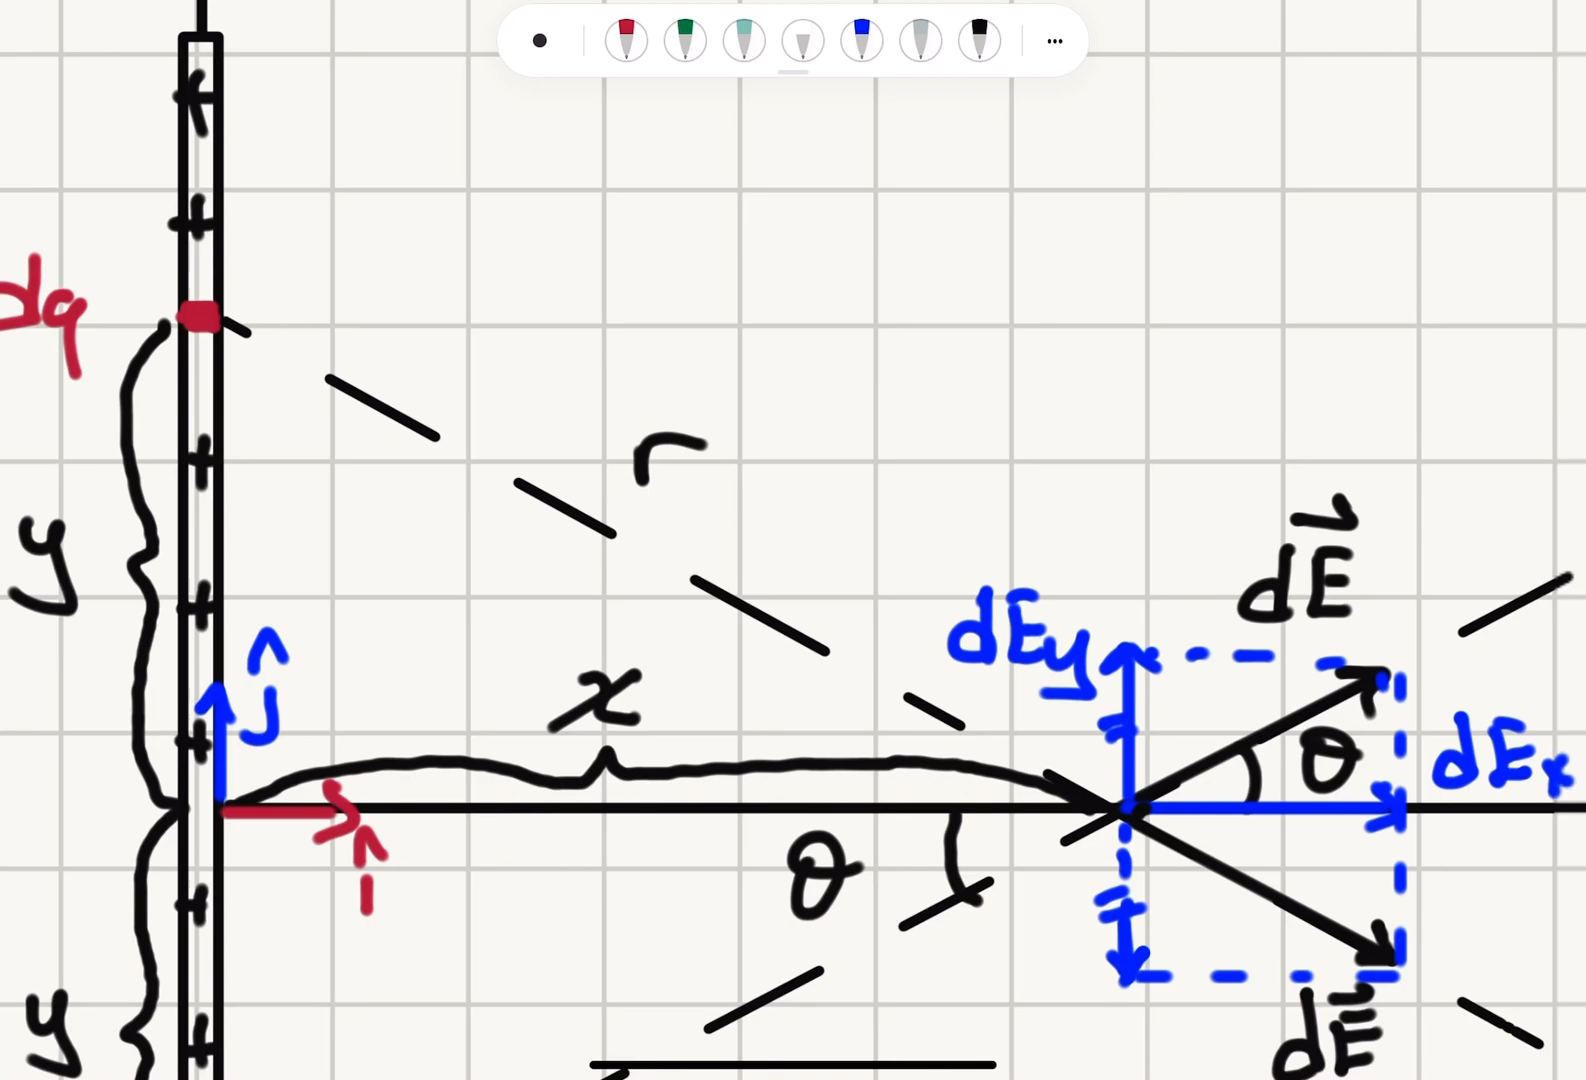 +
+
dq
r
+
dE⃗
y
+
dEy
ĵ
x
+
θ
dEx
θ
î
+
y
+
dE⃗